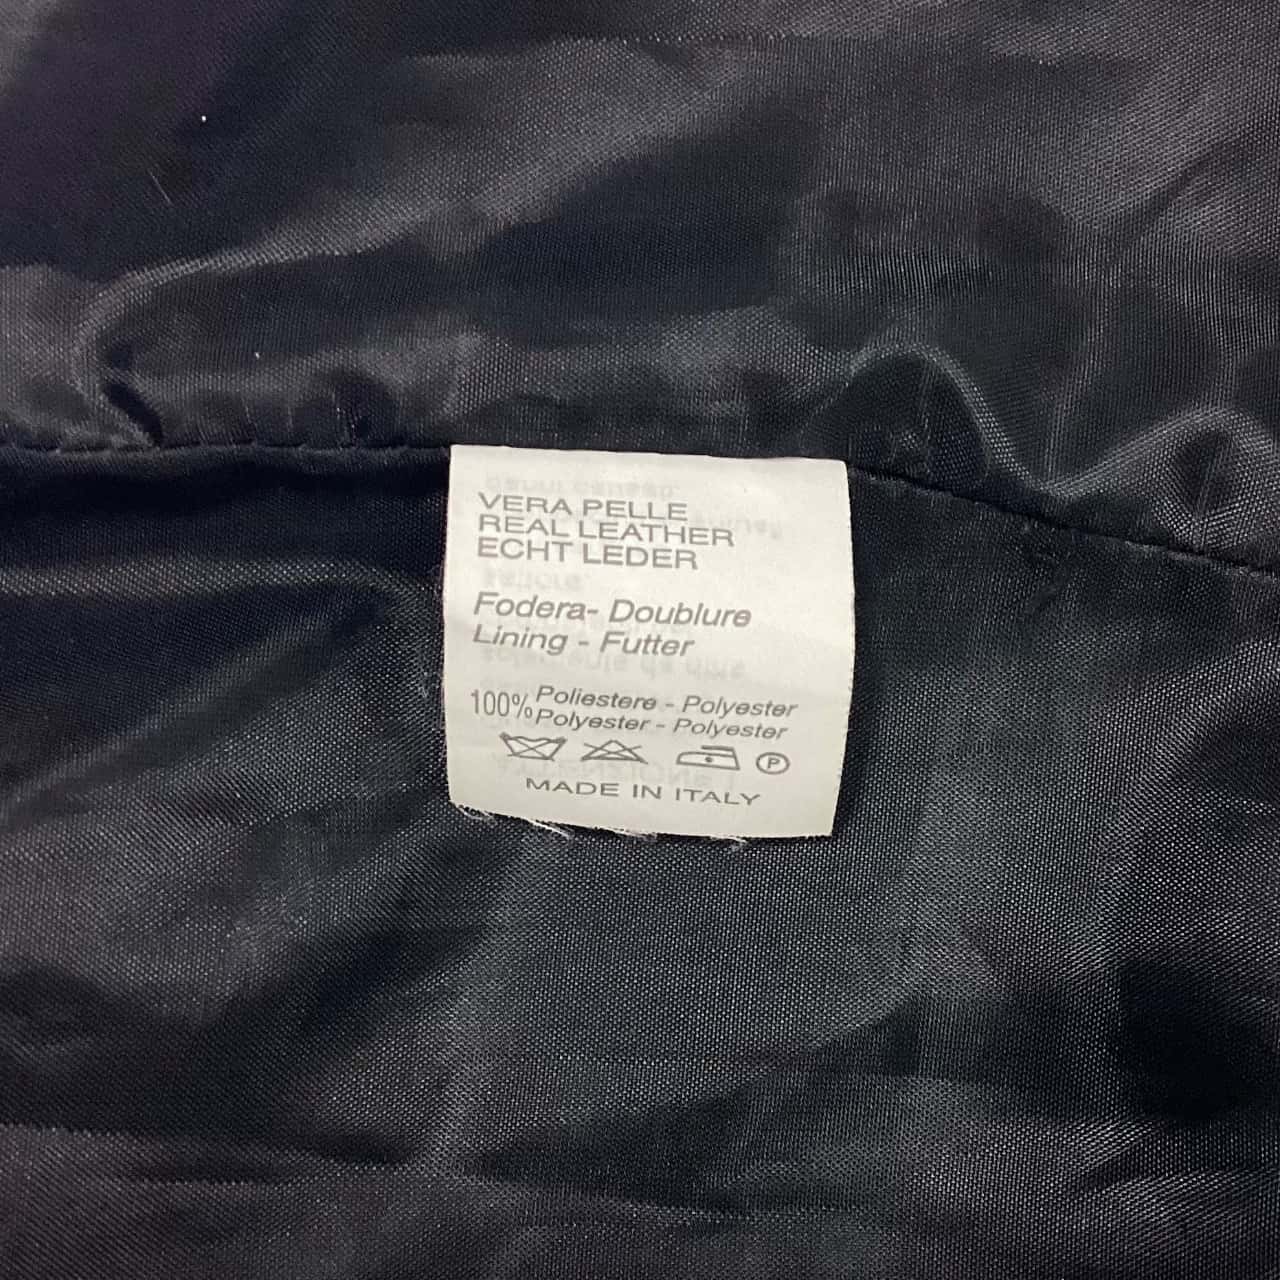 VERA PELLE
REAL LEATHER
ECHT LEDER
Fodera- Doublure
Lining - Futter
100% Poliestere - Polyester
Polyester - Polyester
P
MADE IN ITALY